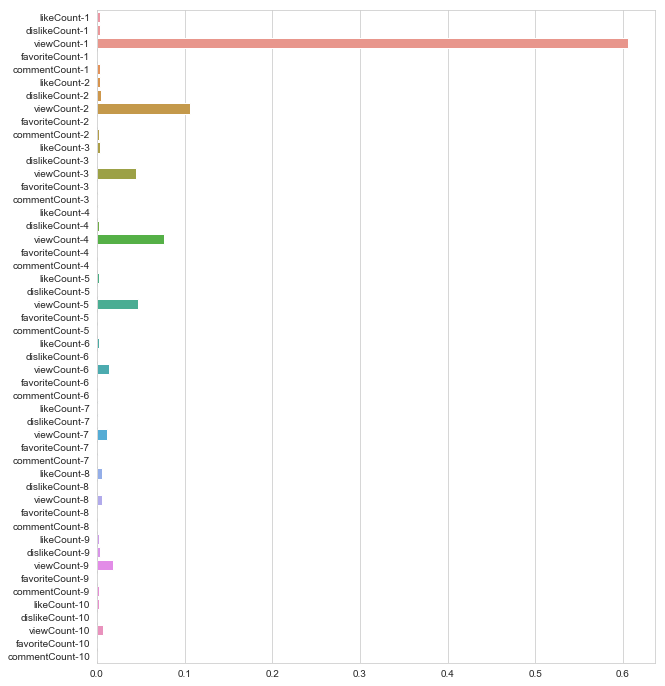 likeCount-1
dislikeCount-1
viewCount-1
favoriteCount-1
commentCount-1
likeCount-2
dislikeCount-2
viewCount-2
favoriteCount-2
commentCount-2
likeCount-3
dislikeCount-3
viewCount-3
favoriteCount-3
commentCount-3
likeCount-4
dislikeCount-4
viewCount-4
favoriteCount-4
commentCount-4
likeCount-5
dislikeCount-5
viewCount-5
favoriteCount-5
commentCount-5
likeCount-6
dislikeCount-6
viewCount-6
favoriteCount-6
commentCount-6
likeCount-7
dislikeCount-7
viewCount-7
favoriteCount-7
commentCount-7
likeCount-8
dislikeCount-8
viewCount-8
favoriteCount-8
commentCount-8
likeCount-9
dislikeCount-9
viewCount-9
favoriteCount-9
commentCount-9
likeCount-10
dislikeCount-10
viewCount-10
favoriteCount-10
commentCount-10
0.0 0.1 0.2 0.3 0.4 0.5 0.6